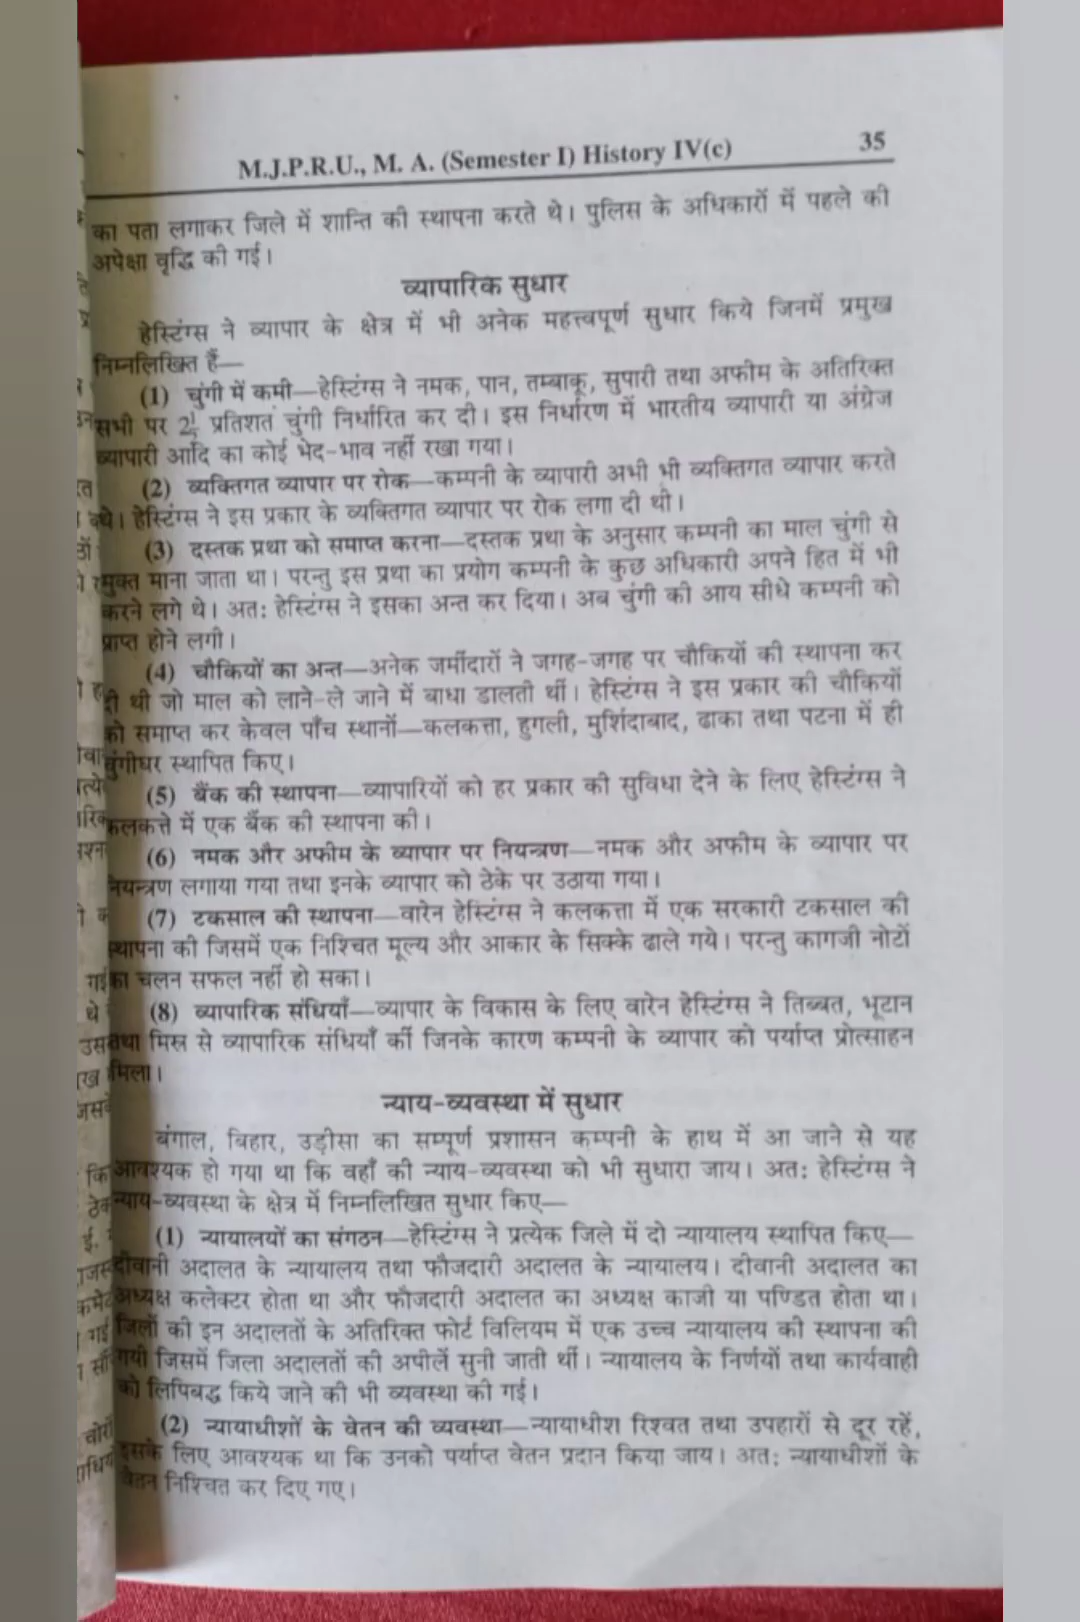 M.J.P.R.U., M. A. (Semester I) History IV(c) 35
का पता लगाकर जिले में शान्ति की स्थापना करते थे। पुलिस के अधिकारों में पहले की
अपेक्षा वृद्धि की गई।
व्यापारिक सुधार
हेस्टिंग्स ने व्यापार के क्षेत्र में भी अनेक महत्त्वपूर्ण सुधार किये जिनमें प्रमुख
निम्नलिखित हैं—
(1) चुंगी में कमी—हेस्टिंग्स ने नमक, पान, तम्बाकू, सुपारी तथा अफीम के अतिरिक्त
सभी पर प्रतिशत चुंगी निर्धारित कर दी। इस निर्धारण में भारतीय व्यापारी या अंग्रेज
व्यापारी आदि का कोई भेद-भाव नहीं रखा गया।
(2) व्यक्तिगत व्यापार पर रोक—कम्पनी के व्यापारी अभी भी व्यक्तिगत व्यापार करते
थे। हेस्टिंग्स ने इस प्रकार के व्यक्तिगत व्यापार पर रोक लगा दी थी।
(3) दस्तक प्रथा को समाप्त करना—दस्तक प्रथा के अनुसार कम्पनी का माल चुंगी से
मुक्त माना जाता था। परन्तु इस प्रथा का प्रयोग कम्पनी के कुछ अधिकारी अपने हित में भी
करने लगे थे। अत: हेस्टिंग्स ने इसका अन्त कर दिया। अब चुंगी की आय सीधे कम्पनी को
प्राप्त होने लगी।
(4) चौकियों का अन्त—अनेक जमींदारों ने जगह-जगह पर चौकियों की स्थापना कर
दी थी जो माल को लाने-ले जाने में बाधा डालती थीं। हेस्टिंग्स ने इस प्रकार की चौकियों
को समाप्त कर केवल पाँच स्थानों—कलकत्ता, हुगली, मुर्शिदाबाद, ढाका तथा पटना में ही
चुंगीघर स्थापित किए।
(5) बैंक की स्थापना—व्यापारियों को हर प्रकार की सुविधा देने के लिए हेस्टिंग्स ने
कलकत्ते में एक बैंक की स्थापना की।
(6) नमक और अफीम के व्यापार पर नियन्त्रण—नमक और अफीम के व्यापार पर
नियन्त्रण लगाया गया तथा इनके व्यापार को ठेके पर उठाया गया।
(7) टकसाल की स्थापना—वारेन हेस्टिंग्स ने कलकत्ता में एक सरकारी टकसाल की
स्थापना की जिसमें एक निश्चित मूल्य और आकार के सिक्के ढाले गये। परन्तु कागजी नोटों
का चलन सफल नहीं हो सका।
(8) व्यापारिक संधियाँ—व्यापार के विकास के लिए वारेन हेस्टिंग्स ने तिब्बत, भूटान
तथा मिस्र से व्यापारिक संधियाँ कीं जिनके कारण कम्पनी के व्यापार को पर्याप्त प्रोत्साहन
मिला।
न्याय-व्यवस्था में सुधार
बंगाल, बिहार, उड़ीसा का सम्पूर्ण प्रशासन कम्पनी के हाथ में आ जाने से यह
आवश्यक हो गया था कि वहाँ की न्याय-व्यवस्था को भी सुधारा जाय। अत: हेस्टिंग्स ने
न्याय-व्यवस्था के क्षेत्र में निम्नलिखित सुधार किए—
(1) न्यायालयों का संगठन—हेस्टिंग्स ने प्रत्येक जिले में दो न्यायालय स्थापित किए—
दीवानी अदालत के न्यायालय तथा फौजदारी अदालत के न्यायालय। दीवानी अदालत का
अध्यक्ष कलेक्टर होता था और फौजदारी अदालत का अध्यक्ष काजी या पण्डित होता था।
जिलों की इन अदालतों के अतिरिक्त फोर्ट विलियम में एक उच्च न्यायालय की स्थापना की
गयी जिसमें जिला अदालतों की अपीलें सुनी जाती थीं। न्यायालय के निर्णयों तथा कार्यवाही
को लिपिबद्ध किये जाने की भी व्यवस्था की गई।
(2) न्यायाधीशों के वेतन की व्यवस्था—न्यायाधीश रिश्वत तथा उपहारों से दूर रहें,
इसके लिए आवश्यक था कि उनको पर्याप्त वेतन प्रदान किया जाय। अत: न्यायाधीशों के
वेतन निश्चित कर दिए गए।